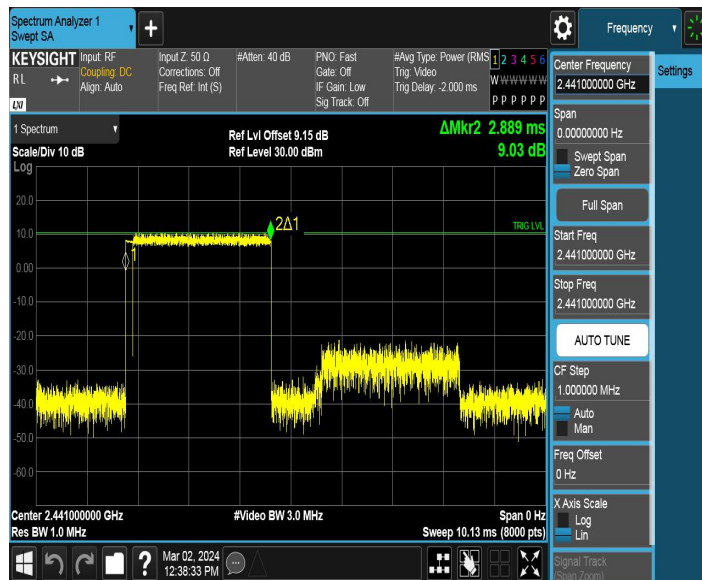 Spectrum Analyzer 1
Swept SA
+
Frequency
KEYSIGHT
RL
LXI
Input: RF
Coupling: DC
Align: Auto
Input Z: 50 Ω
Corrections: Off
Freq Ref: Int (S)
#Atten: 40 dB
PNO: Fast
Gate: Off
IF Gain: Low
Sig Track: Off
#Avg Type: Power (RMS
Trig: Video
Trig Delay: -2.000 ms
1 2 3 4 5 6
W W W W W W
P P P P P P
1 Spectrum
Scale/Div 10 dB
Ref Lvl Offset 9.15 dB
Ref Level 30.00 dBm
ΔMkr2 2.889 ms
9.03 dB
Log
20.0
10.0
0.00
-10.0
-20.0
-30.0
-40.0
-50.0
-60.0
2Δ1
1
TRIG LVL
Center 2.441000000 GHz
Res BW 1.0 MHz
#Video BW 3.0 MHz
Span 0 Hz
Sweep 10.13 ms (8000 pts)
Mar 02, 2024
12:38:33 PM
Center Frequency
2.441000000 GHz
Span
0.00000000 Hz
Swept Span
Zero Span
Full Span
Start Freq
2.441000000 GHz
Stop Freq
2.441000000 GHz
AUTO TUNE
CF Step
1.000000 MHz
Auto
Man
Freq Offset
0 Hz
X Axis Scale
Log
Lin
Signal Track
(Span Zoom)
Settings